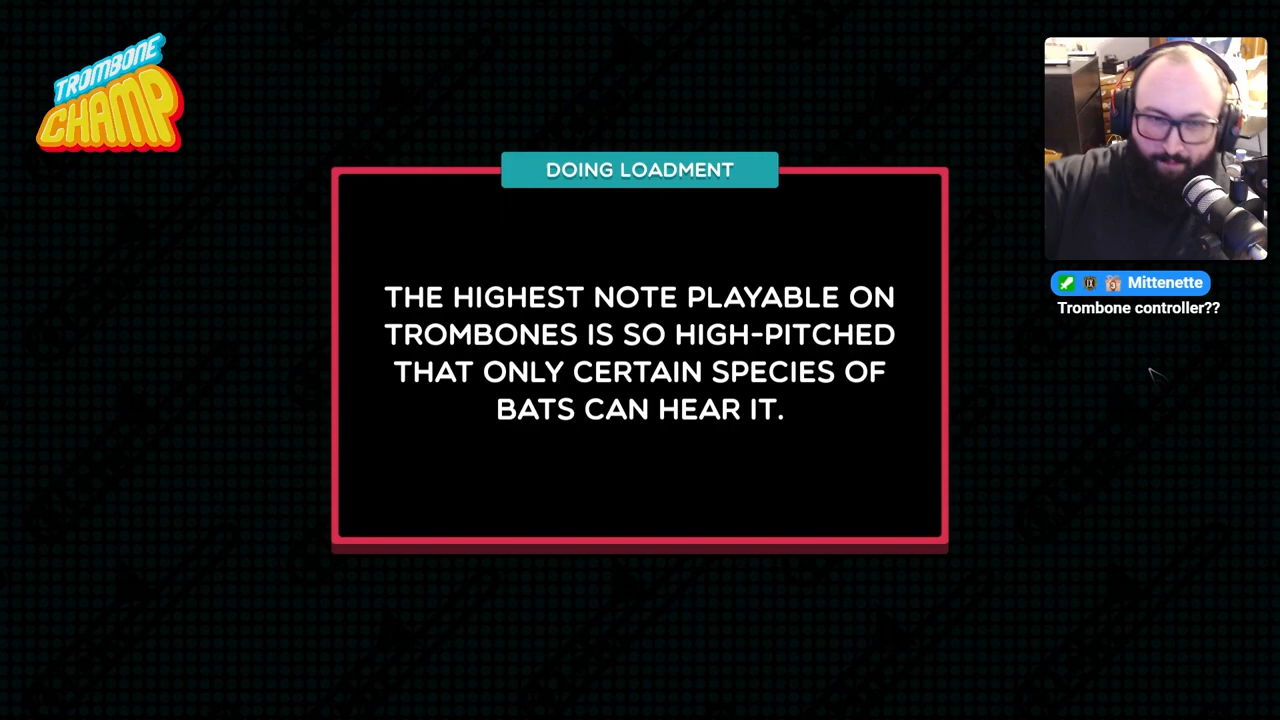 TROMBONE
CHAMP
DOING LOADMENT
THE HIGHEST NOTE PLAYABLE ON
TROMBONES IS SO HIGH-PITCHED
THAT ONLY CERTAIN SPECIES OF
BATS CAN HEAR IT.
Mittenette
Trombone controller??